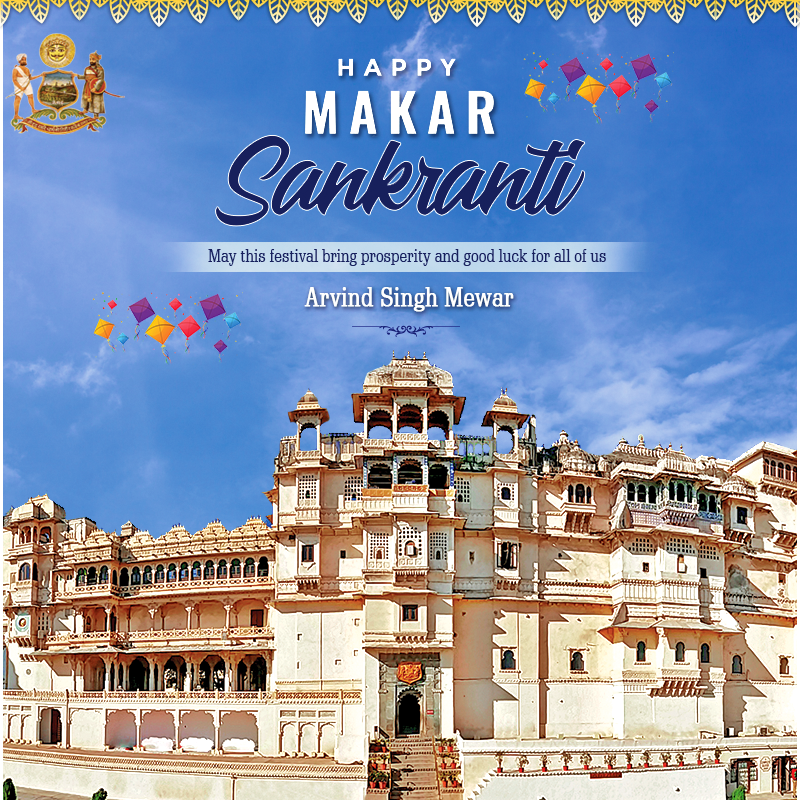 HAPPY
MAKAR
Sankranti
May this festival bring prosperity and good luck for all of us
Arvind Singh Mewar